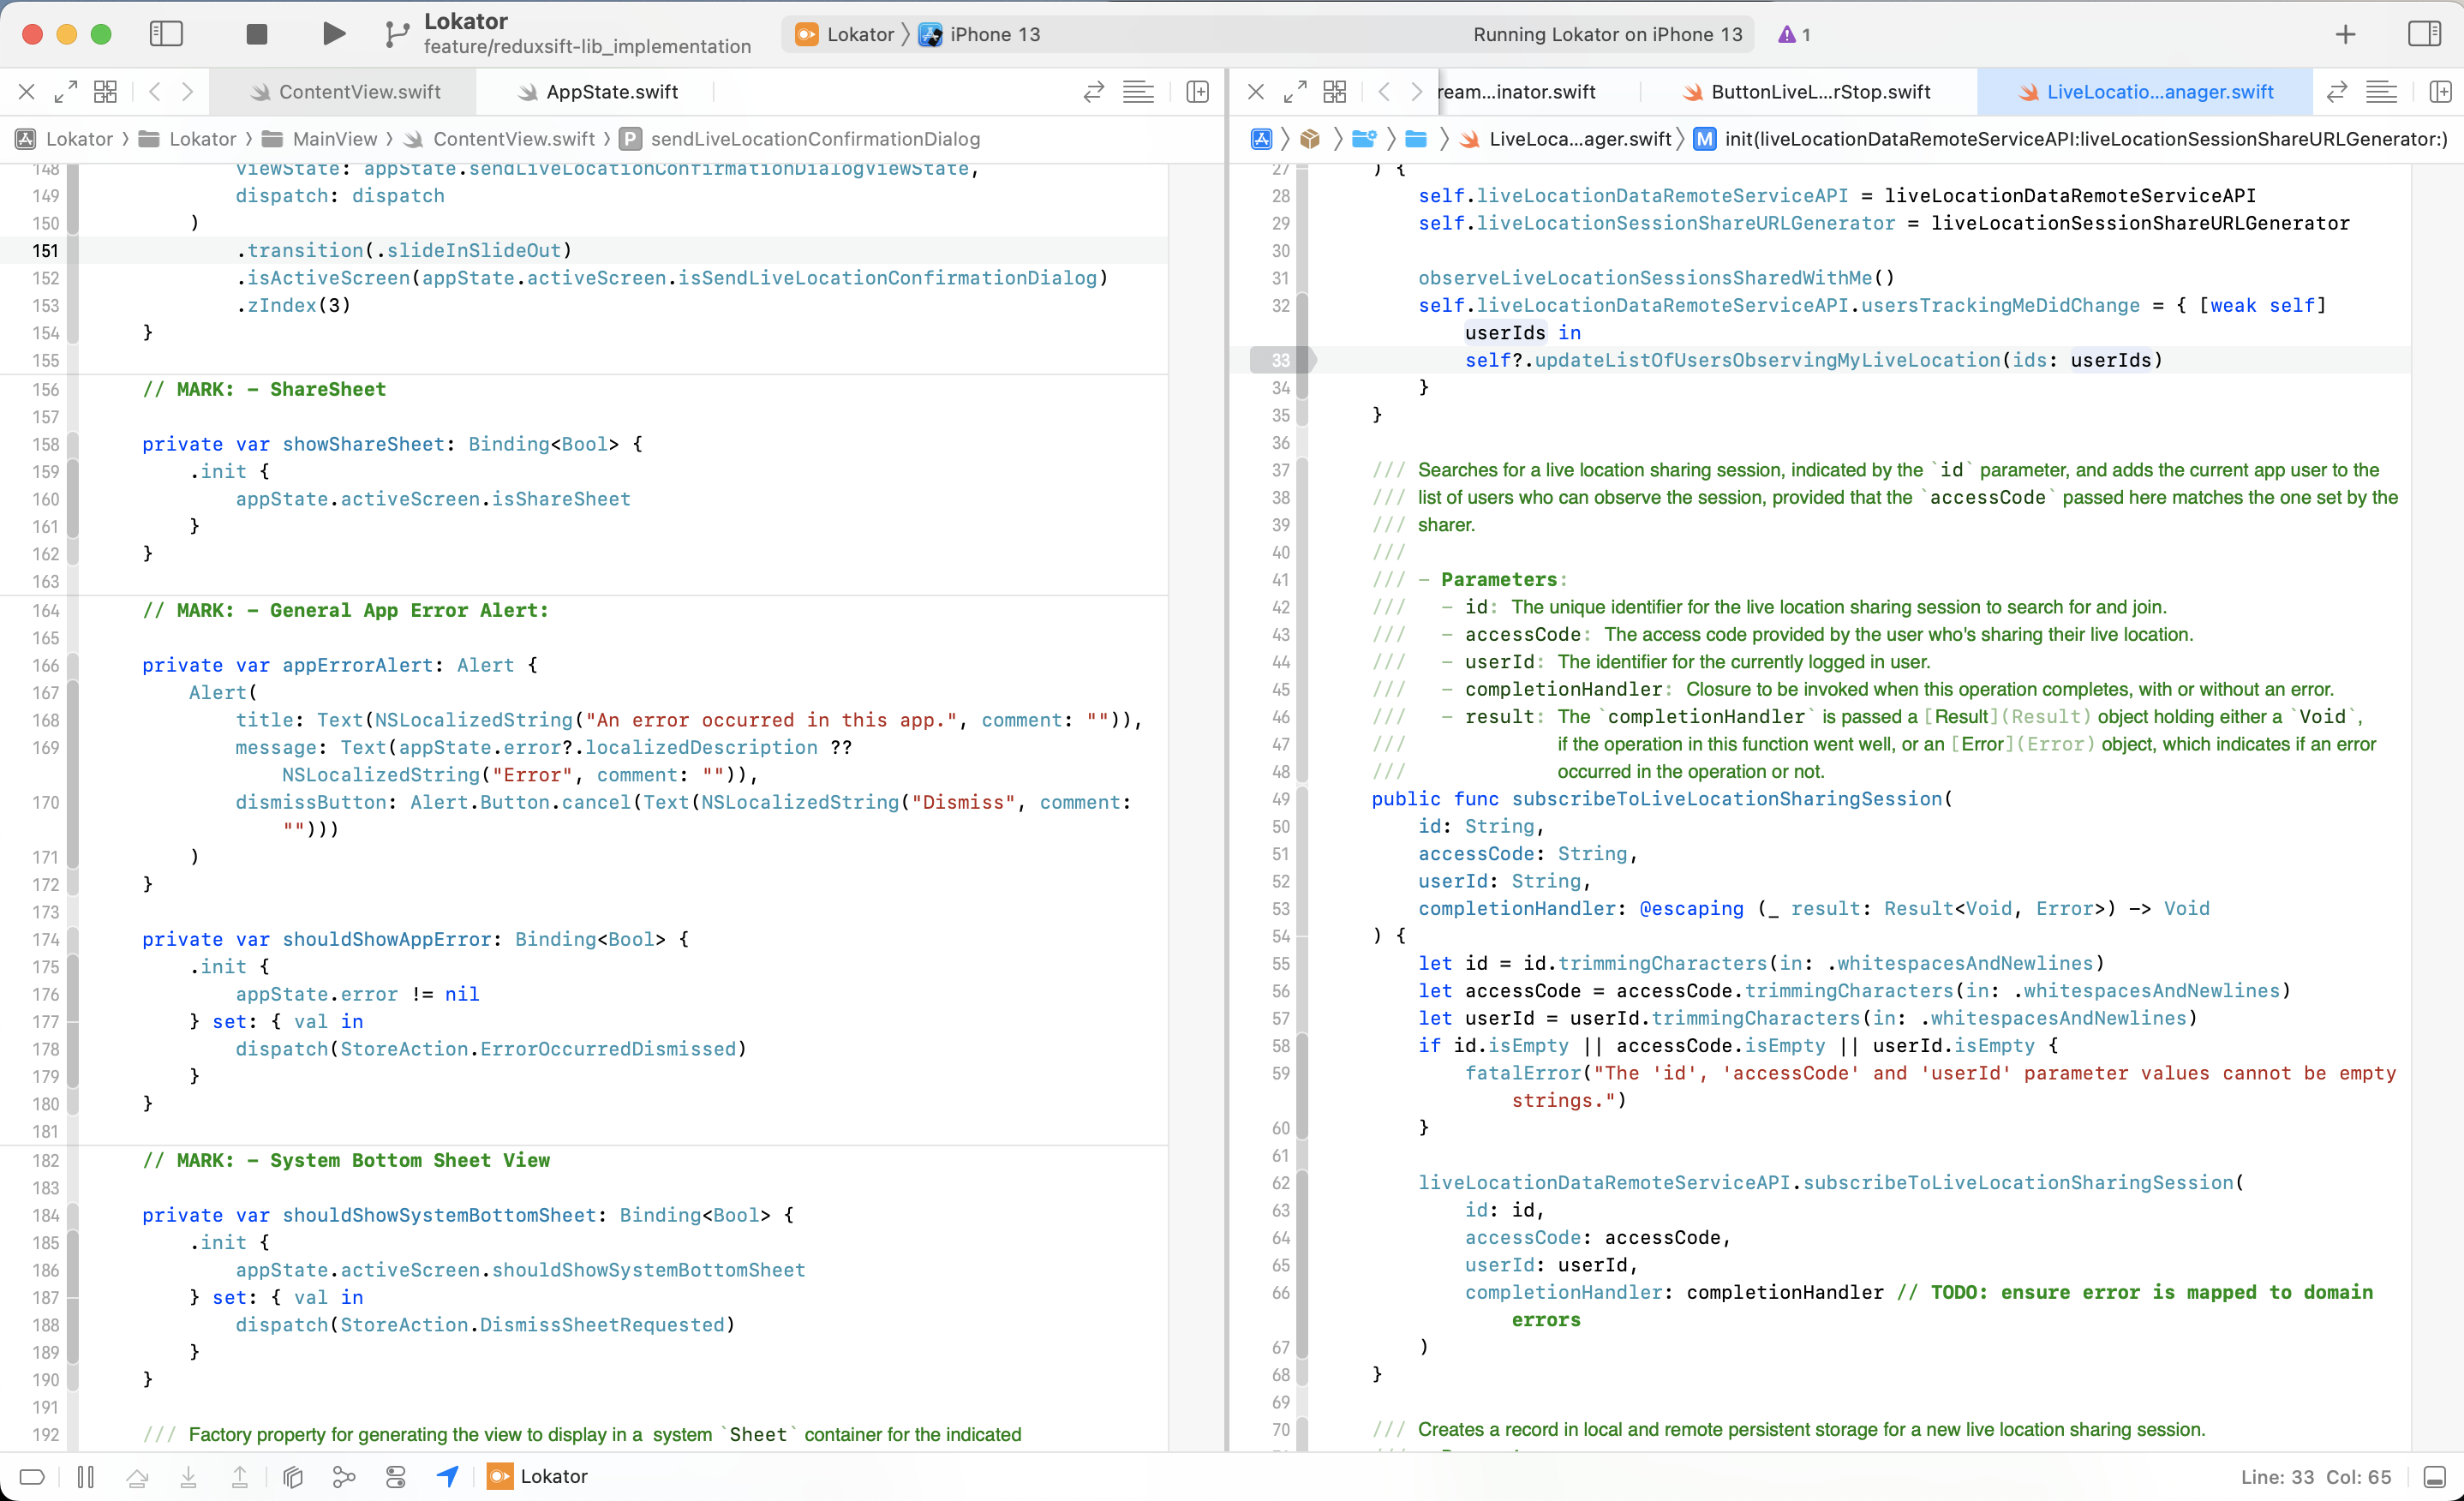 Lokator
feature/reduxsift-lib_implementation
Lokator
iPhone 13
Running Lokator on iPhone 13
1
ContentView.swift
AppState.swift
Lokator
Lokator
MainView
ContentView.swift
P
sendLiveLocationConfirmationDialog
148 viewState: appState.sendLiveLocationConfirmationDialogViewState,
149 dispatch: dispatch
150 )
151 .transition(.slideInSlideOut)
152 .isActiveScreen(appState.activeScreen.isSendLiveLocationConfirmationDialog)
153 .zIndex(3)
154 }
155
156 // MARK: - ShareSheet
157
158 private var showShareSheet: Binding<Bool> {
159 .init {
160 appState.activeScreen.isShareSheet
161 }
162 }
163
164 // MARK: - General App Error Alert:
165
166 private var appErrorAlert: Alert {
167 Alert(
168 title: Text(NSLocalizedString("An error occurred in this app.", comment: "")),
169 message: Text(appState.error?.localizedDescription ??
NSLocalizedString("Error", comment: "")),
170 dismissButton: Alert.Button.cancel(Text(NSLocalizedString("Dismiss", comment:
"")))
171 )
172 }
173
174 private var shouldShowAppError: Binding<Bool> {
175 .init {
176 appState.error != nil
177 } set: { val in
178 dispatch(StoreAction.ErrorOccurredDismissed)
179 }
180 }
181
182 // MARK: - System Bottom Sheet View
183
184 private var shouldShowSystemBottomSheet: Binding<Bool> {
185 .init {
186 appState.activeScreen.shouldShowSystemBottomSheet
187 } set: { val in
188 dispatch(StoreAction.DismissSheetRequested)
189 }
190 }
191
192 /// Factory property for generating the view to display in a system `Sheet` container for the indicated
ream...inator.swift
ButtonLiveL...rStop.swift
LiveLocatio...anager.swift
LiveLoca...ager.swift
M
init(liveLocationDataRemoteServiceAPI:liveLocationSessionShareURLGenerator:)
27 ) {
28 self.liveLocationDataRemoteServiceAPI = liveLocationDataRemoteServiceAPI
29 self.liveLocationSessionShareURLGenerator = liveLocationSessionShareURLGenerator
30
31 observeLiveLocationSessionsSharedWithMe()
32 self.liveLocationDataRemoteServiceAPI.usersTrackingMeDidChange = { [weak self]
userIds in
33 self?.updateListOfUsersObservingMyLiveLocation(ids: userIds)
34 }
35 }
36
37 /// Searches for a live location sharing session, indicated by the `id` parameter, and adds the current app user to the
38 /// list of users who can observe the session, provided that the `accessCode` passed here matches the one set by the
39 /// sharer.
40 ///
41 /// - Parameters:
42 /// - id: The unique identifier for the live location sharing session to search for and join.
43 /// - accessCode: The access code provided by the user who's sharing their live location.
44 /// - userId: The identifier for the currently logged in user.
45 /// - completionHandler: Closure to be invoked when this operation completes, with or without an error.
46 /// - result: The `completionHandler` is passed a [Result](Result) object holding either a `Void`,
47 /// if the operation in this function went well, or an [Error](Error) object, which indicates if an error
48 /// occurred in the operation or not.
49 public func subscribeToLiveLocationSharingSession(
50 id: String,
51 accessCode: String,
52 userId: String,
53 completionHandler: @escaping (_ result: Result<Void, Error>) -> Void
54 ) {
55 let id = id.trimmingCharacters(in: .whitespacesAndNewlines)
56 let accessCode = accessCode.trimmingCharacters(in: .whitespacesAndNewlines)
57 let userId = userId.trimmingCharacters(in: .whitespacesAndNewlines)
58 if id.isEmpty || accessCode.isEmpty || userId.isEmpty {
59 fatalError("The 'id', 'accessCode' and 'userId' parameter values cannot be empty
strings.")
60 }
61
62 liveLocationDataRemoteServiceAPI.subscribeToLiveLocationSharingSession(
63 id: id,
64 accessCode: accessCode,
65 userId: userId,
66 completionHandler: completionHandler // TODO: ensure error is mapped to domain
errors
67 )
68 }
69
70 /// Creates a record in local and remote persistent storage for a new live location sharing session.
Lokator
Line: 33 Col: 65